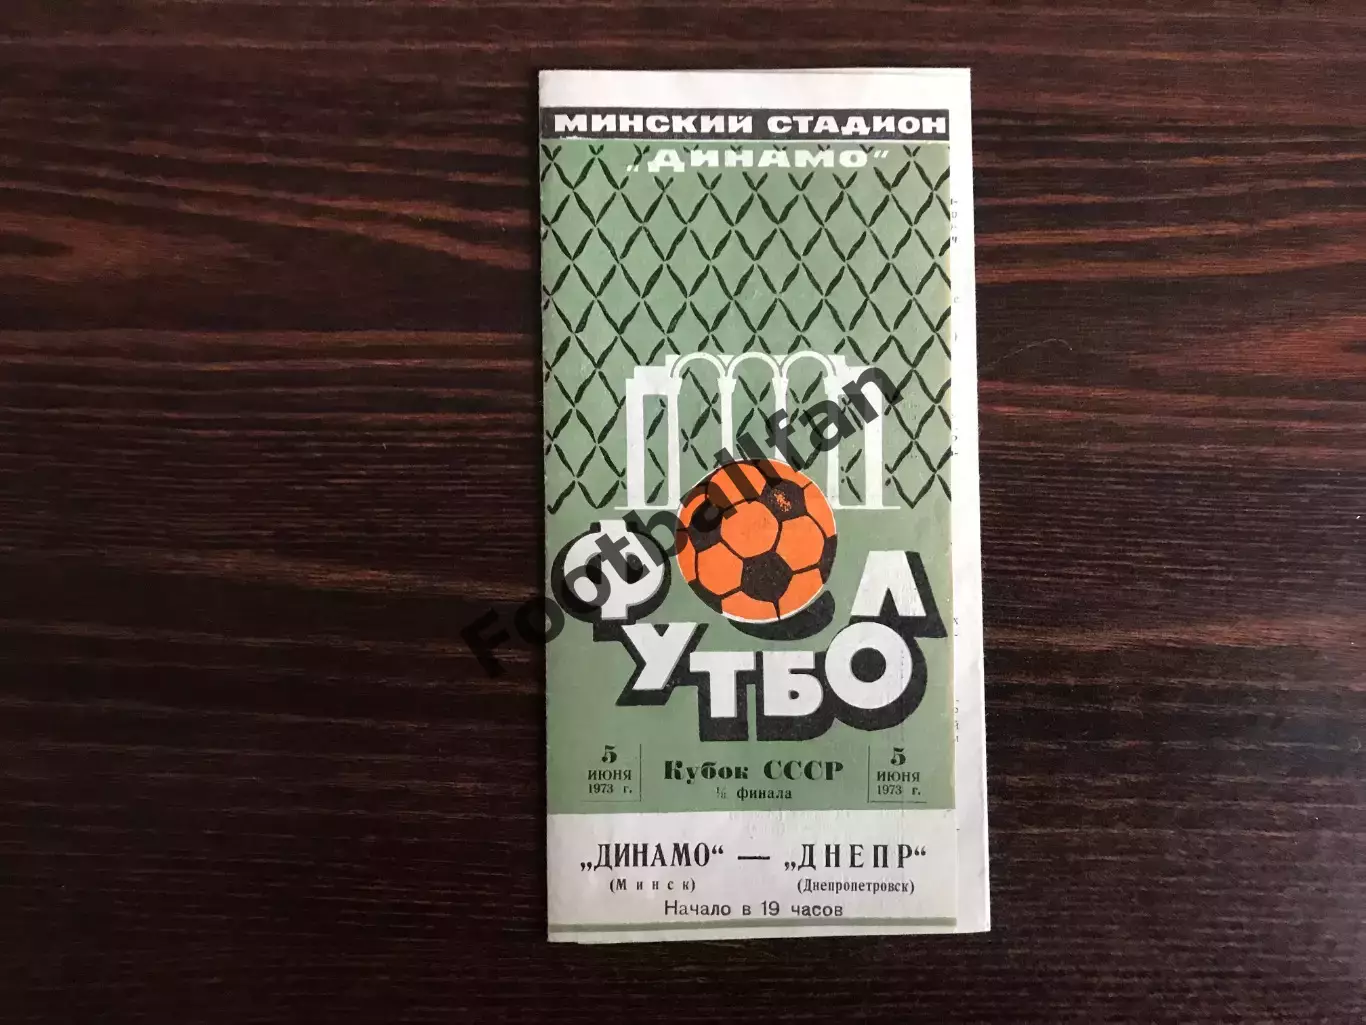 МИНСКИЙ СТАДИОН
„ДИНАМО“
ФУТБОЛ
5 ИЮНЯ 1973 г.
Кубок СССР
финала
5 ИЮНЯ 1973 г.
„ДИНАМО“ — „ДНЕПР“
(Минск) (Днепропетровск)
Начало в 19 часов
Footballfan